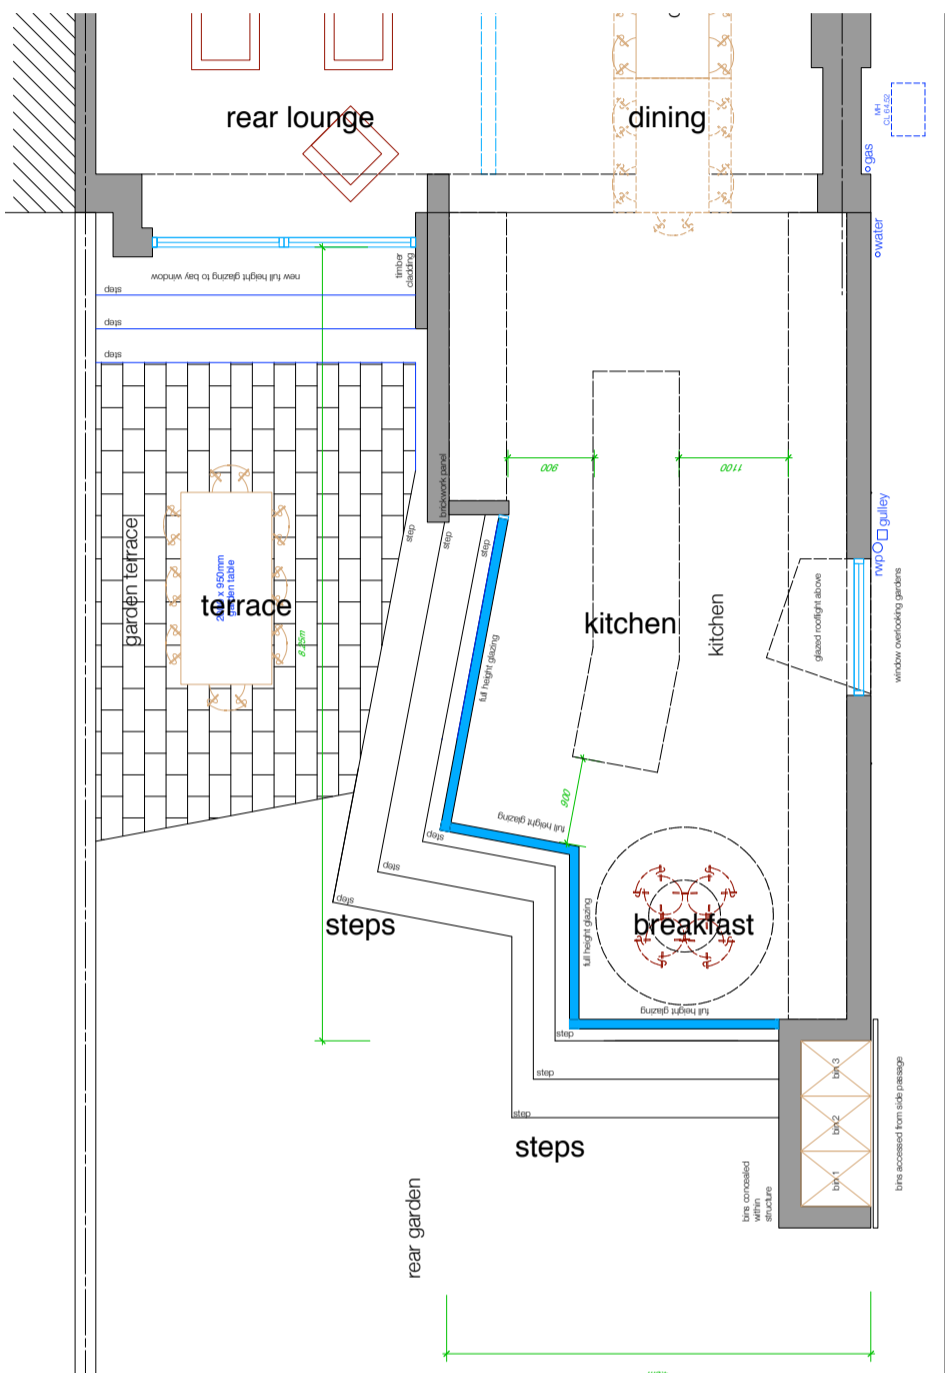 rear lounge
dining
MH
CL 64.52
gas
water
new full height glazing to bay window
timber
cladding
step
step
step
900
1100
brickwork panel
garden terrace
garden table
terrace
8.25m
step
step
step
full height glazing
kitchen
kitchen
glazed rooflight above
rwp
gulley
window overlooking gardens
900
full height glazing
step
step
step
steps
full height glazing
breakfast
full height glazing
step
step
step
steps
bin 3
bin 2
bin 1
bins accessed from side passage
bins concealed
within
structure
rear garden